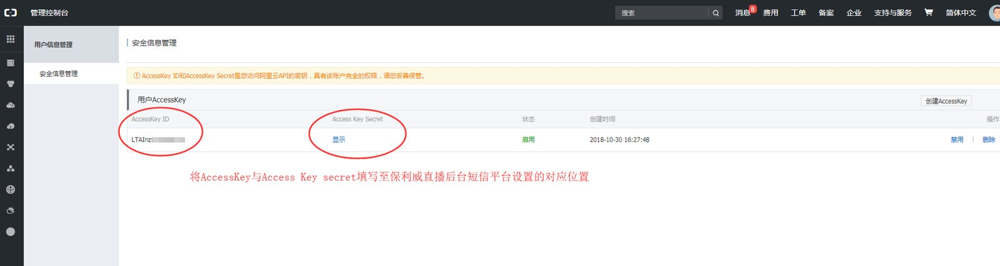 管理控制台
搜索
消息 8 费用 工单 备案 企业 支持与服务 简体中文
用户信息管理
安全信息管理
安全信息管理
AccessKey ID和AccessKey Secret是您访问阿里云API的密钥，具有该账户完全的权限，请您妥善保管。
用户AccessKey
创建AccessKey
AccessKey ID Access Key Secret 状态 创建时间 操作
LTAInz 显示 启用 2018-10-30 16:27:48 禁用 | 删除
将AccessKey与Access Key secret填写至保利威直播后台短信平台设置的对应位置